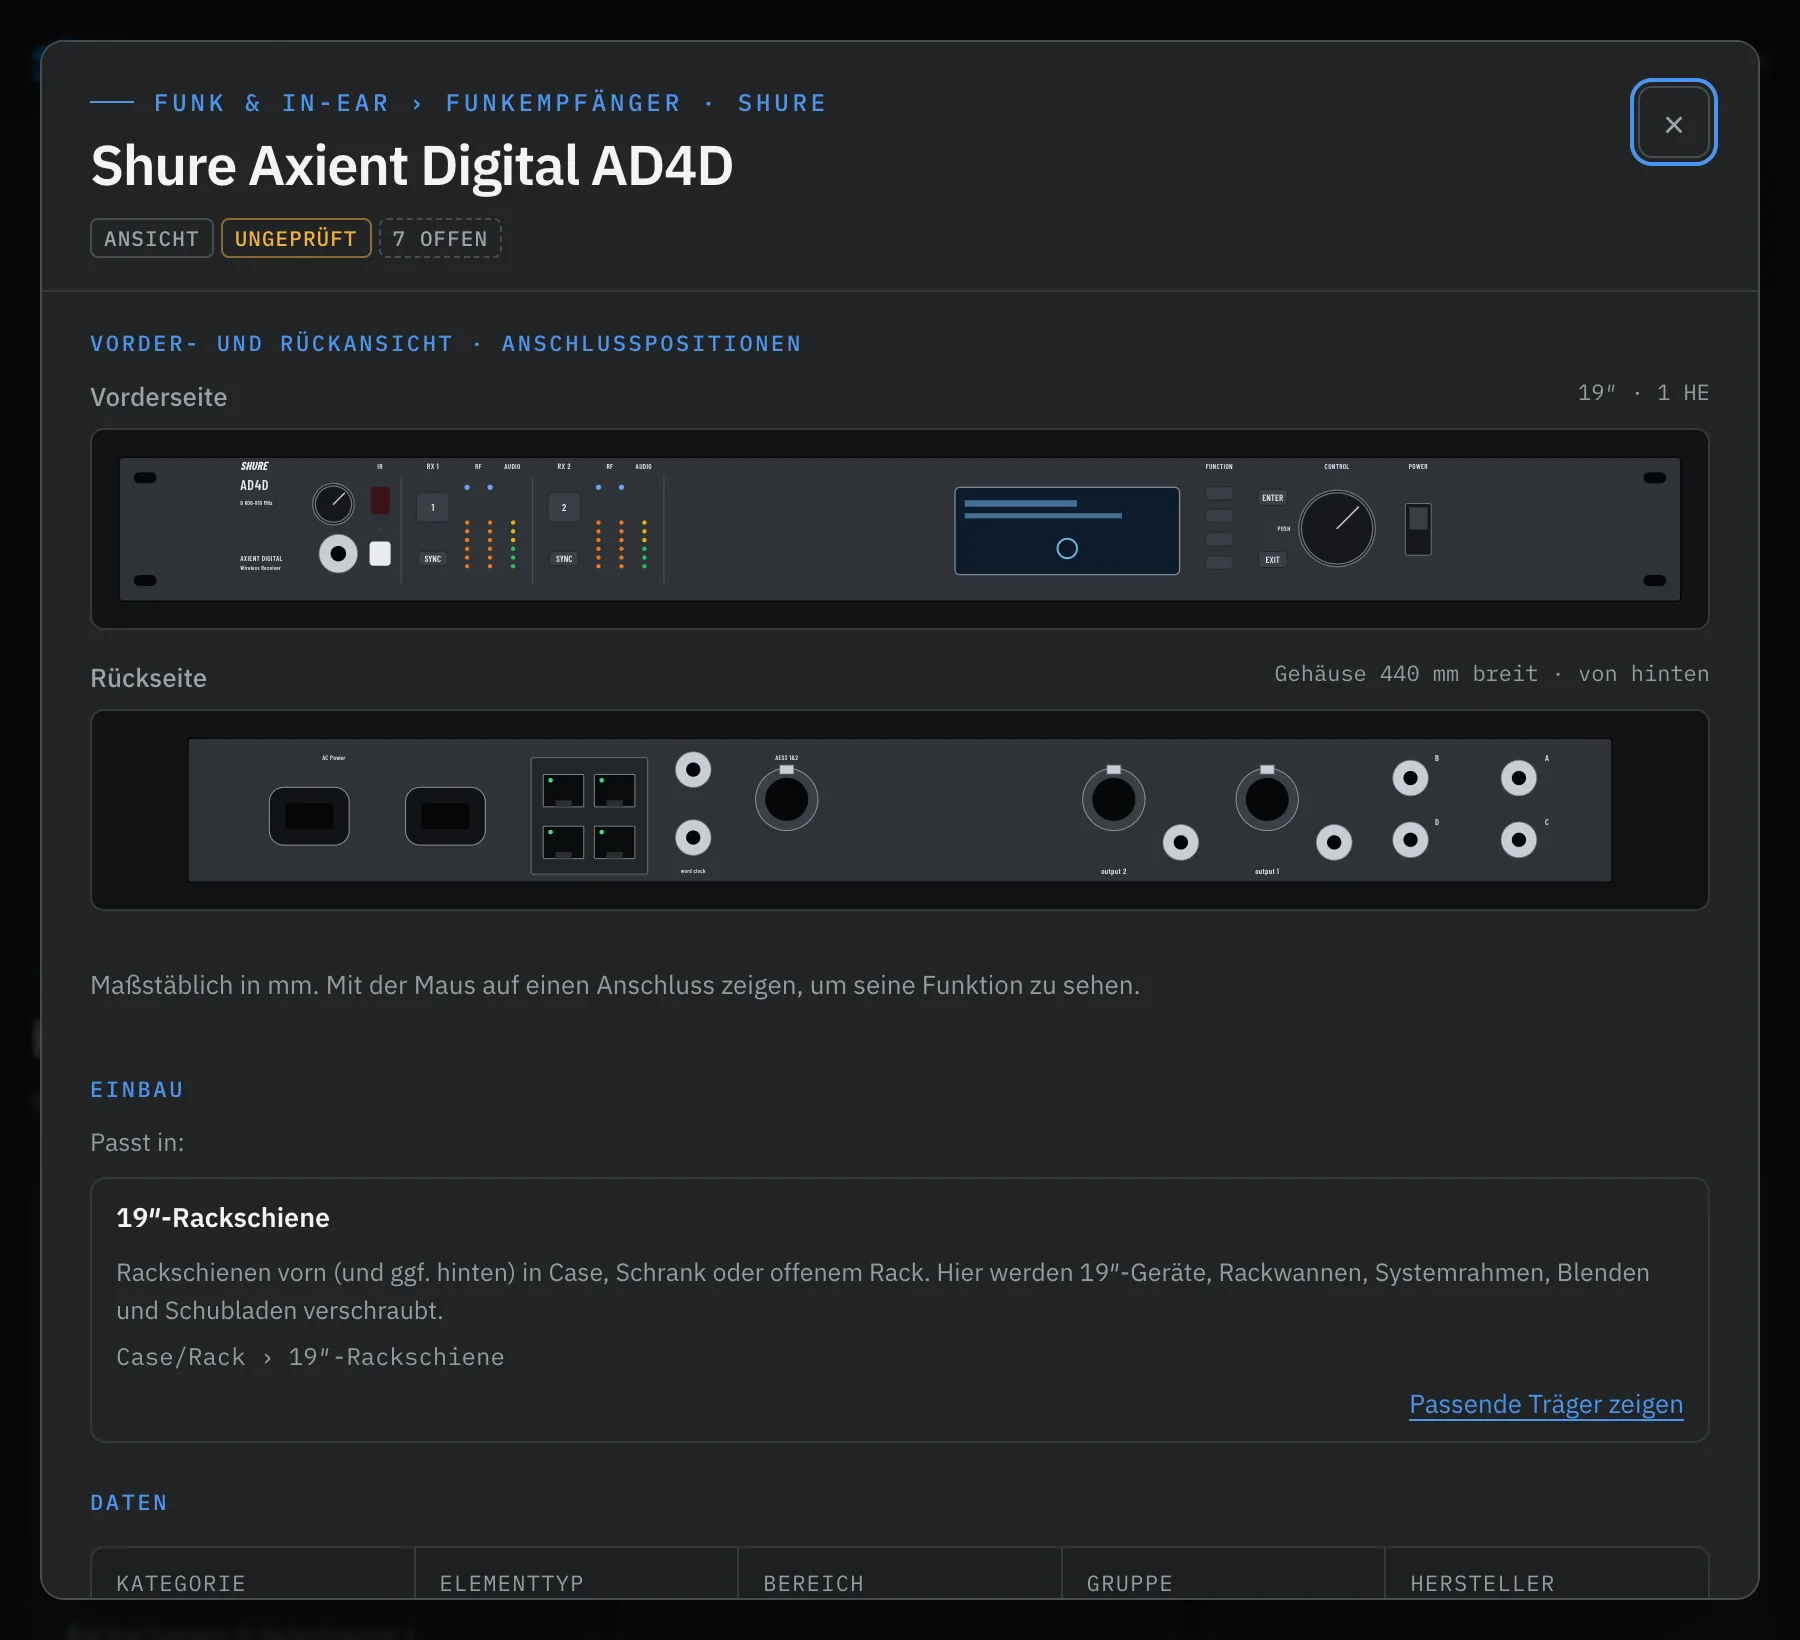 FUNK & IN-EAR › FUNKEMPFÄNGER · SHURE
×
Shure Axient Digital AD4D
ANSICHT UNGEPRÜFT 7 OFFEN
VORDER- UND RÜCKANSICHT · ANSCHLUSSPOSITIONEN
Vorderseite
19″ · 1 HE
SHURE
AD4D
AXIENT DIGITAL
Wireless Receiver
IR
RX 1 RF AUDIO
1
SYNC
RX 2 RF AUDIO
2
SYNC
FUNCTION
ENTER
PUSH
EXIT
CONTROL
POWER
Rückseite
Gehäuse 440 mm breit · von hinten
AC Power
word clock
AES3 1&2
output 2
output 1
B
A
D
C
Maßstäblich in mm. Mit der Maus auf einen Anschluss zeigen, um seine Funktion zu sehen.
EINBAU
Passt in:
19″-Rackschiene
Rackschienen vorn (und ggf. hinten) in Case, Schrank oder offenem Rack. Hier werden 19″-Geräte, Rackwannen, Systemrahmen, Blenden
und Schubladen verschraubt.
Case/Rack › 19″-Rackschiene
Passende Träger zeigen
DATEN
KATEGORIE ELEMENTTYP BEREICH GRUPPE HERSTELLER